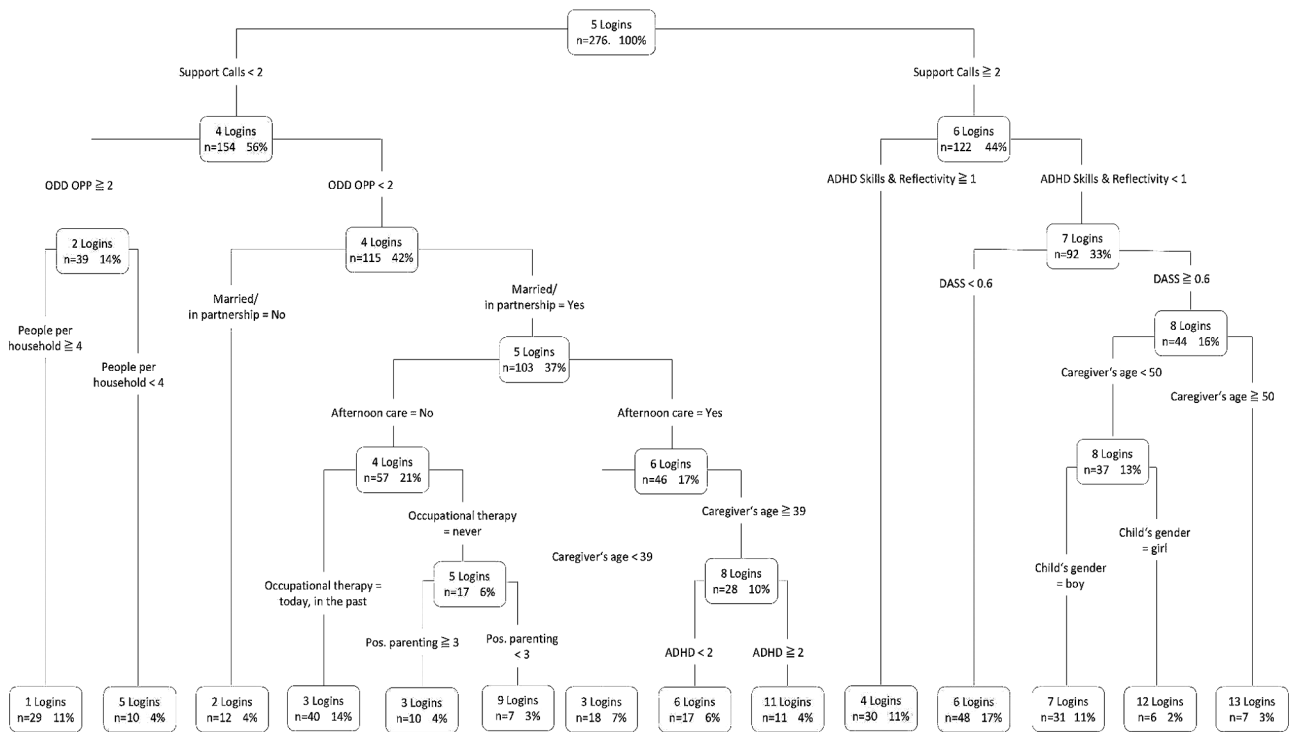 5 Logins
n=276. 100%
Support Calls < 2
Support Calls ≧ 2
4 Logins
n=154 56%
6 Logins
n=122 44%
ODD OPP ≧ 2
ODD OPP < 2
ADHD Skills & Reflectivity ≧ 1
ADHD Skills & Reflectivity < 1
2 Logins
n=39 14%
4 Logins
n=115 42%
7 Logins
n=92 33%
Married/
in partnership = No
Married/
in partnership = Yes
DASS < 0.6
DASS ≧ 0.6
People per
household ≧ 4
People per
household < 4
5 Logins
n=103 37%
8 Logins
n=44 16%
Caregiver's age < 50
Caregiver's age ≧ 50
Afternoon care = No
Afternoon care = Yes
4 Logins
n=57 21%
6 Logins
n=46 17%
8 Logins
n=37 13%
Occupational therapy
= never
Caregiver's age ≧ 39
Caregiver's age < 39
Child's gender
= girl
Child's gender
= boy
Occupational therapy =
today, in the past
5 Logins
n=17 6%
8 Logins
n=28 10%
Pos. parenting ≧ 3
Pos. parenting
< 3
ADHD < 2
ADHD ≧ 2
1 Logins
n=29 11%
5 Logins
n=10 4%
2 Logins
n=12 4%
3 Logins
n=40 14%
3 Logins
n=10 4%
9 Logins
n=7 3%
3 Logins
n=18 7%
6 Logins
n=17 6%
11 Logins
n=11 4%
4 Logins
n=30 11%
6 Logins
n=48 17%
7 Logins
n=31 11%
12 Logins
n=6 2%
13 Logins
n=7 3%